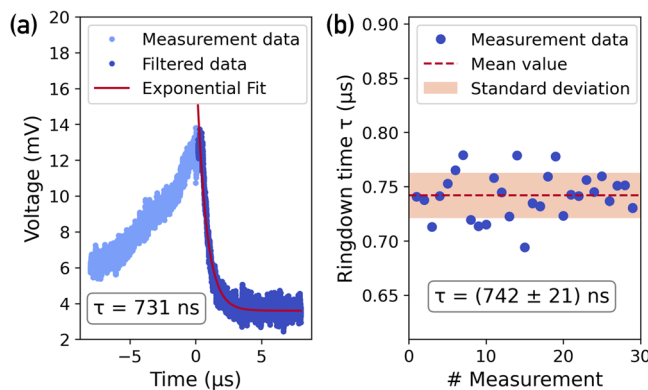 (a)
20
18
16
14
12
10
8
6
4
2
Voltage (mV)
Measurement data
Filtered data
Exponential Fit
τ = 731 ns
−5
0
5
Time (μs)
(b)
0.90
0.85
0.80
0.75
0.70
0.65
Ringdown time τ (μs)
Measurement data
Mean value
Standard deviation
τ = (742 ± 21) ns
0
10
20
30
# Measurement